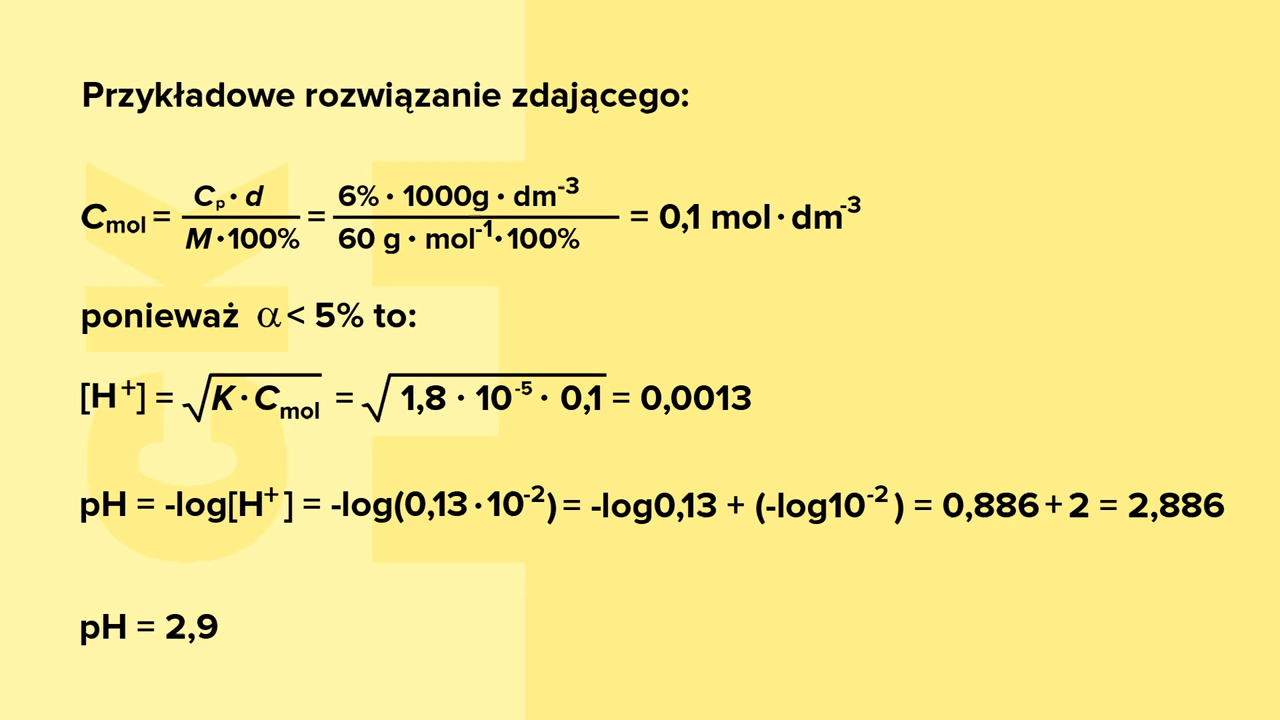 Przykładowe rozwiązanie zdającego:
Cmol = Cₚ · d / M · 100% = 6% · 1000g · dm⁻³ / 60 g · mol⁻¹ · 100% = 0,1 mol · dm⁻³
ponieważ α < 5% to:
[H⁺] = √K · Cmol = √1,8 · 10⁻⁵ · 0,1 = 0,0013
pH = -log[H⁺] = -log(0,13 · 10⁻²) = -log0,13 + (-log10⁻²) = 0,886 + 2 = 2,886
pH = 2,9
CKE